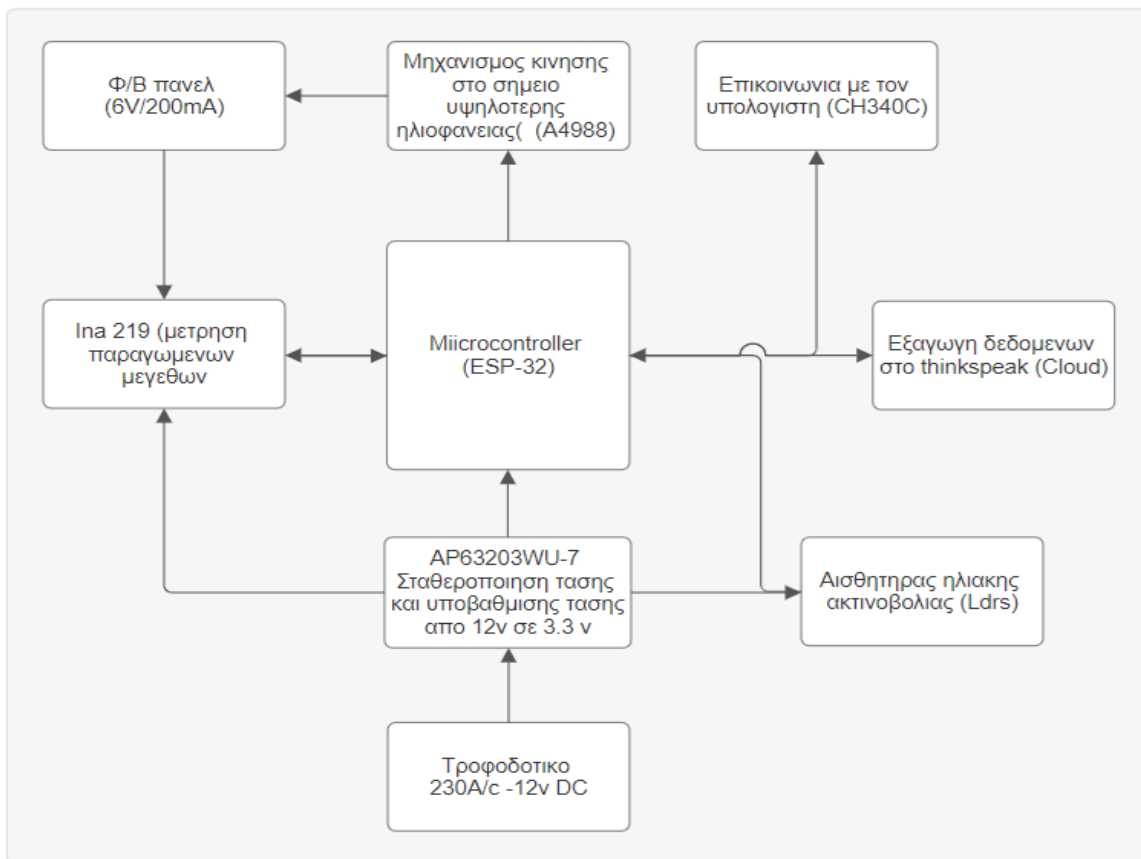 Φ/Β πανελ
(6V/200mA)
Μηχανισμος κινησης
στο σημειο
υψηλοτερης
ηλιοφανειας(  (A4988)
Επικοινωνια με τον
υπολογιστη (CH340C)
Ina 219 (μετρηση
παραγωμενων
μεγεθων
Miicrocontroller
(ESP-32)
Εξαγωγη δεδομενων
στο thinkspeak (Cloud)
AP63203WU-7
Σταθεροποιηση τασης
και υποβαθμισης τασης
απο 12v σε 3.3 v
Αισθητηρας ηλιακης
ακτινοβολιας (Ldrs)
Τροφοδοτικο
230A/c -12v DC